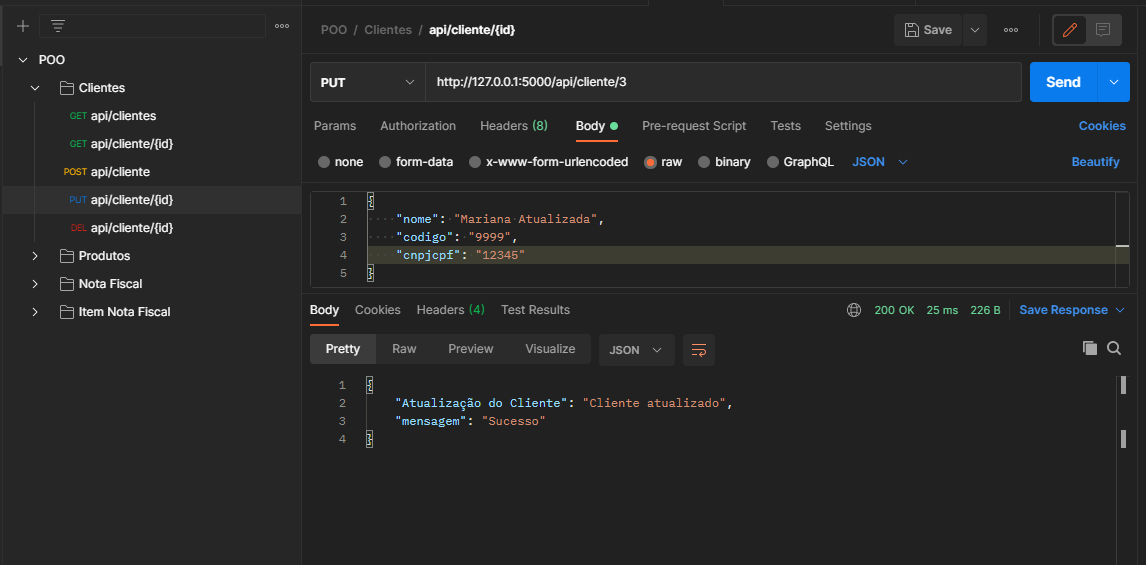 POO
Clientes
GET api/clientes
GET api/cliente/{id}
POST api/cliente
PUT api/cliente/{id}
DEL api/cliente/{id}
Produtos
Nota Fiscal
Item Nota Fiscal
POO / Clientes / api/cliente/{id}
Save
PUT http://127.0.0.1:5000/api/cliente/3 Send
Params Authorization Headers (8) Body Pre-request Script Tests Settings Cookies
none form-data x-www-form-urlencoded raw binary GraphQL JSON Beautify
1 {
2 "nome": "Mariana Atualizada",
3 "codigo": "9999",
4 "cnpjcpf": "12345"
5 }
Body Cookies Headers (4) Test Results 200 OK 25 ms 226 B Save Response
Pretty Raw Preview Visualize JSON
1 {
2 "Atualização do Cliente": "Cliente atualizado",
3 "mensagem": "Sucesso"
4 }